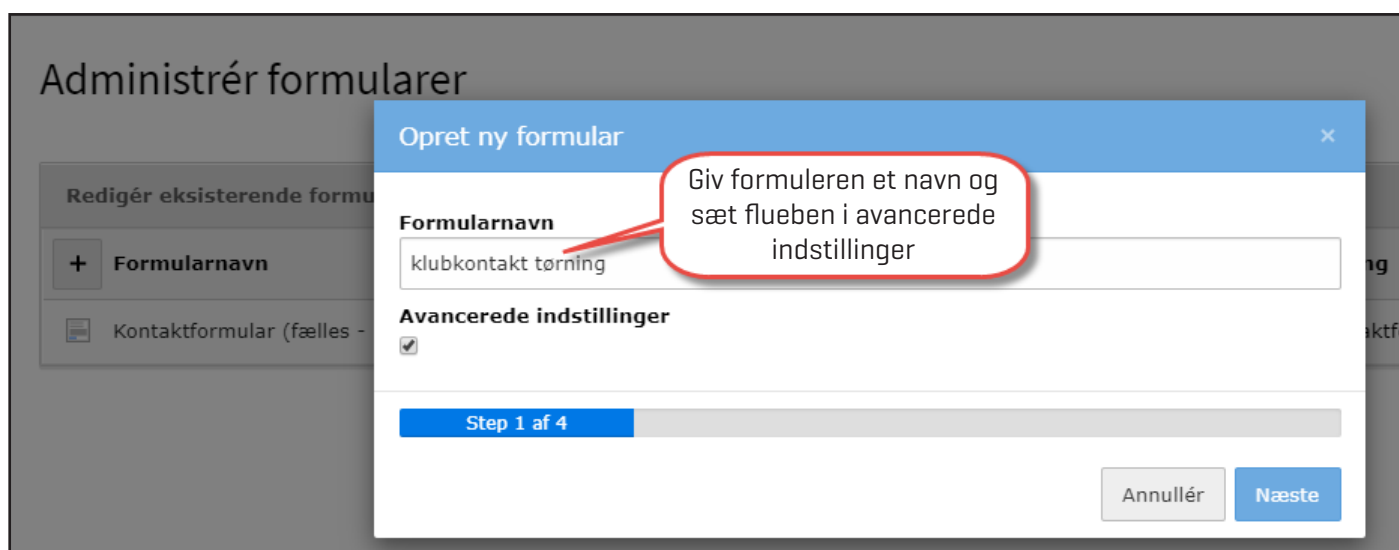 Administrér formularer
Opret ny formular
×
Redigér eksisterende formu
Giv formuleren et navn og
sæt flueben i avancerede
indstillinger
Formularnavn
klubkontakt tørning
+ Formularnavn
ng
Avancerede indstillinger
Kontaktformular (fælles -
aktf
Step 1 af 4
Annullér
Næste